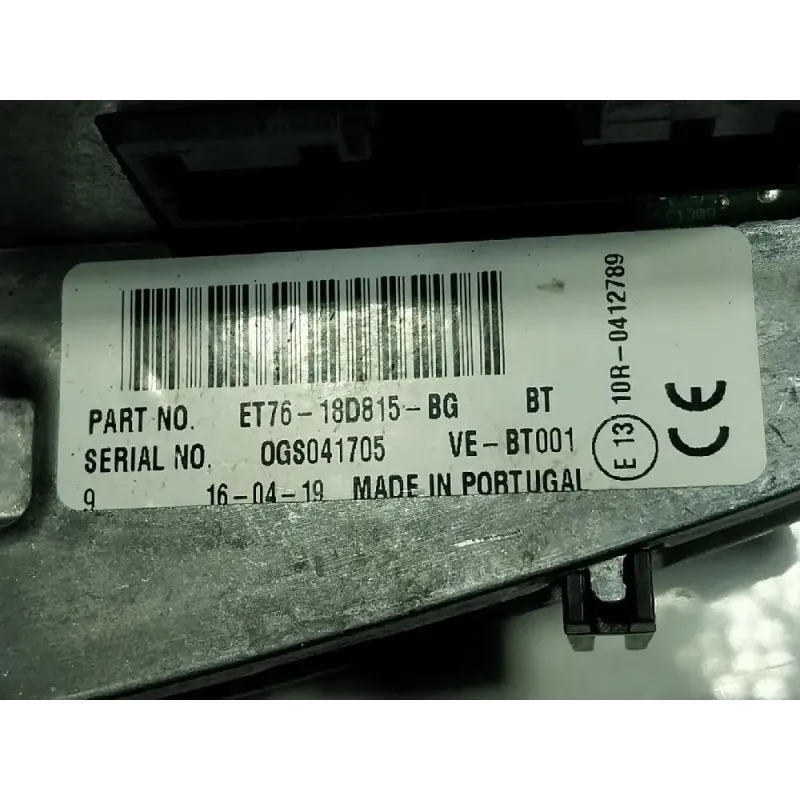 PART NO. ET76-18D815-BG BT
SERIAL NO. OGS041705 VE-BT001
9 16-04-19 MADE IN PORTUGAL
E 13 10R-0412789
CE